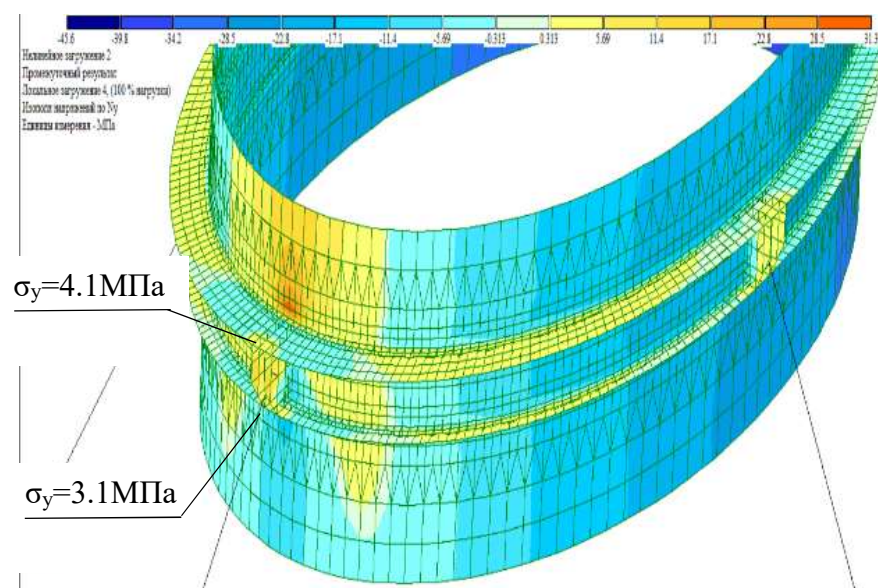 -45.6 -39.8 -34.2 -28.5 -22.8 -17.1 -11.4 -5.69 -0.313 0.313 5.69 11.4 17.1 22.8 28.5 31.3
Нелинейное загружение 2
Промежуточный результат
Локальное загружение 4, (100 % нагрузки)
Изополя напряжений по Ny
Единицы измерения - МПа
σy=4.1МПа
σy=3.1МПа